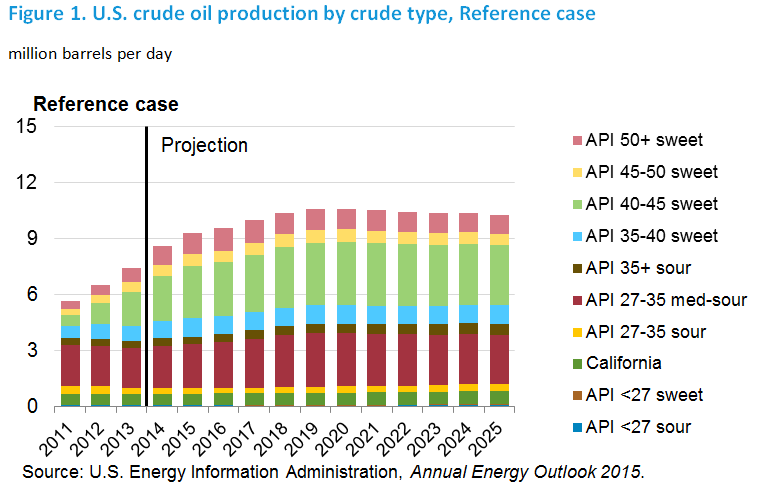 Figure 1. U.S. crude oil production by crude type, Reference case
million barrels per day
Reference case
15
Projection
12
9
6
3
0
2011 2012 2013 2014 2015 2016 2017 2018 2019 2020 2021 2022 2023 2024 2025
API 50+ sweet
API 45-50 sweet
API 40-45 sweet
API 35-40 sweet
API 35+ sour
API 27-35 med-sour
API 27-35 sour
California
API <27 sweet
API <27 sour
Source: U.S. Energy Information Administration, Annual Energy Outlook 2015.